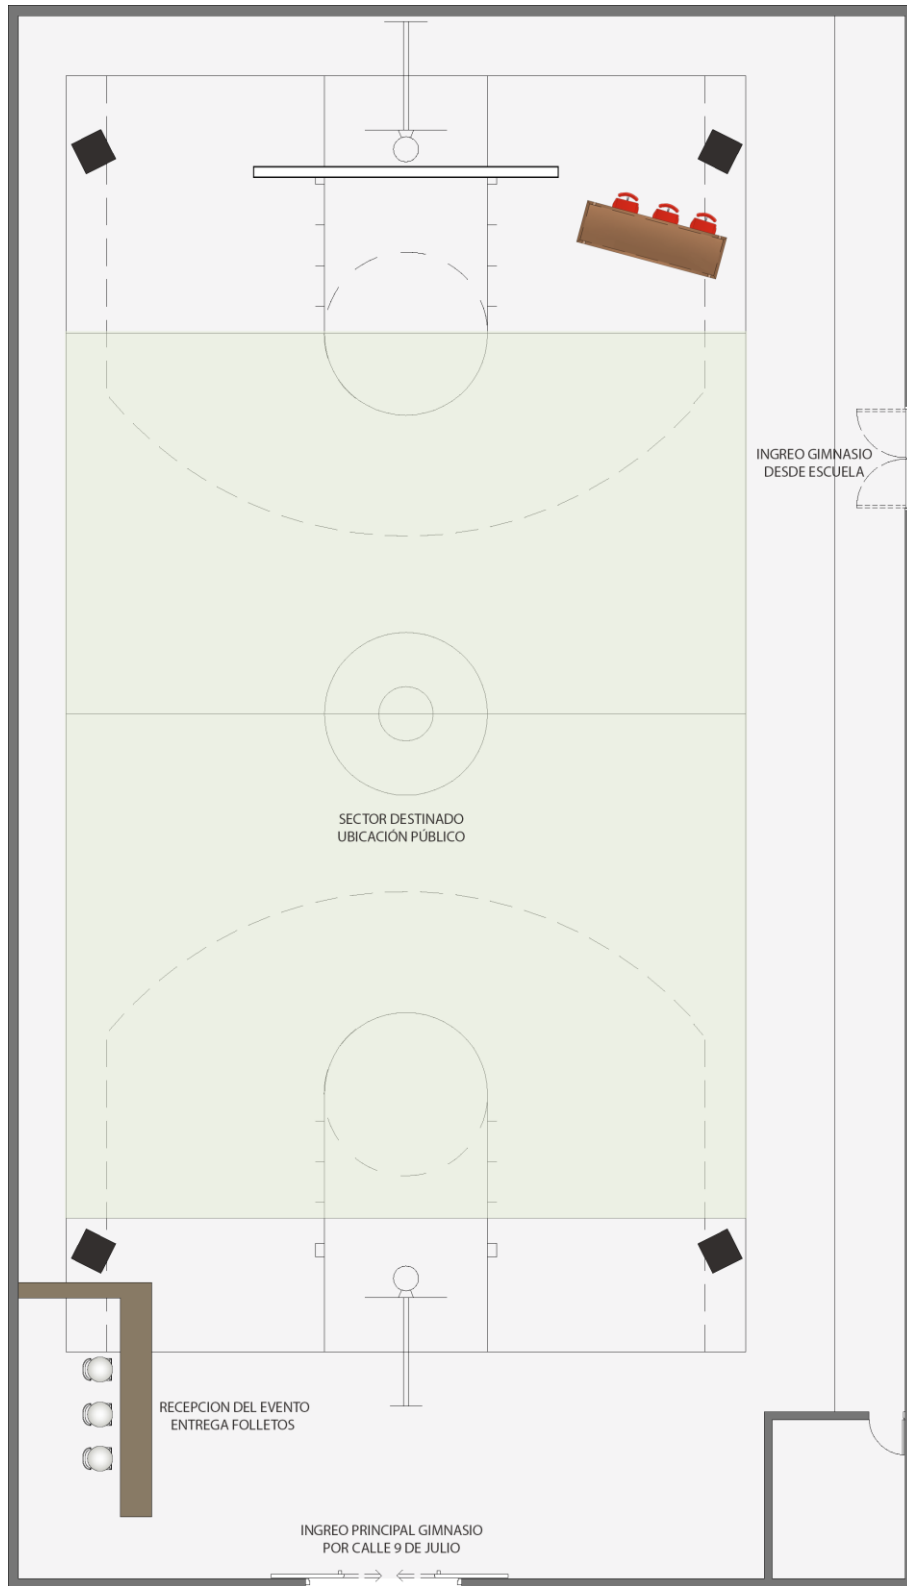 INGREO GIMNASIO
DESDE ESCUELA
SECTOR DESTINADO
UBICACIÓN PÚBLICO
RECEPCION DEL EVENTO
ENTREGA FOLLETOS
INGREO PRINCIPAL GIMNASIO
POR CALLE 9 DE JULIO